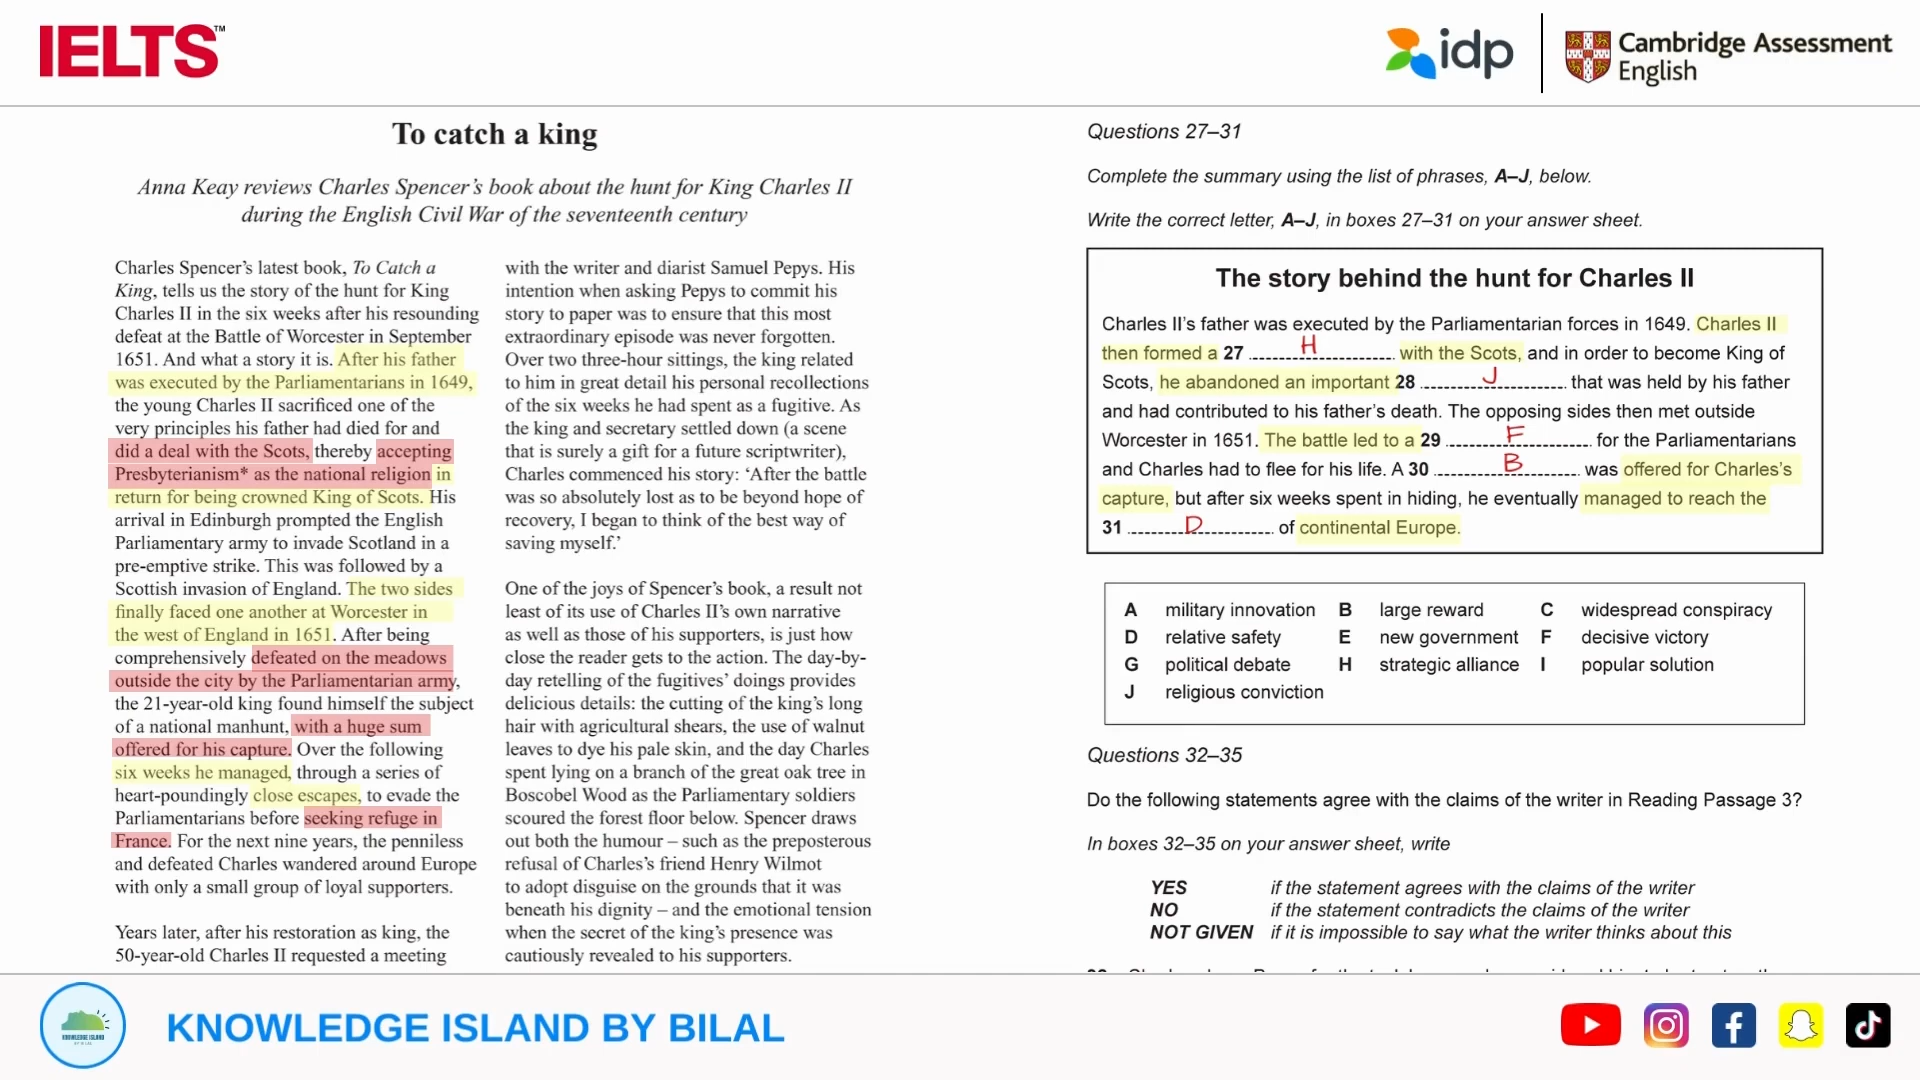 IELTS™
idp
Cambridge Assessment
English
To catch a king
Anna Keay reviews Charles Spencer's book about the hunt for King Charles II
during the English Civil War of the seventeenth century
Charles Spencer's latest book, To Catch a
King, tells us the story of the hunt for King
Charles II in the six weeks after his resounding
defeat at the Battle of Worcester in September
1651. And what a story it is. After his father
was executed by the Parliamentarians in 1649,
the young Charles II sacrificed one of the
very principles his father had died for and
did a deal with the Scots, thereby accepting
Presbyterianism* as the national religion in
return for being crowned King of Scots. His
arrival in Edinburgh prompted the English
Parliamentary army to invade Scotland in a
pre-emptive strike. This was followed by a
Scottish invasion of England. The two sides
finally faced one another at Worcester in
the west of England in 1651. After being
comprehensively defeated on the meadows
outside the city by the Parliamentarian army,
the 21-year-old king found himself the subject
of a national manhunt, with a huge sum
offered for his capture. Over the following
six weeks he managed, through a series of
heart-poundingly close escapes, to evade the
Parliamentarians before seeking refuge in
France. For the next nine years, the penniless
and defeated Charles wandered around Europe
with only a small group of loyal supporters.
Years later, after his restoration as king, the
50-year-old Charles II requested a meeting
with the writer and diarist Samuel Pepys. His
intention when asking Pepys to commit his
story to paper was to ensure that this most
extraordinary episode was never forgotten.
Over two three-hour sittings, the king related
to him in great detail his personal recollections
of the six weeks he had spent as a fugitive. As
the king and secretary settled down (a scene
that is surely a gift for a future scriptwriter),
Charles commenced his story: 'After the battle
was so absolutely lost as to be beyond hope of
recovery, I began to think of the best way of
saving myself.'
One of the joys of Spencer's book, a result not
least of its use of Charles II's own narrative
as well as those of his supporters, is just how
close the reader gets to the action. The day-by-
day retelling of the fugitives' doings provides
delicious details: the cutting of the king's long
hair with agricultural shears, the use of walnut
leaves to dye his pale skin, and the day Charles
spent lying on a branch of the great oak tree in
Boscobel Wood as the Parliamentary soldiers
scoured the forest floor below. Spencer draws
out both the humour – such as the preposterous
refusal of Charles's friend Henry Wilmot
to adopt disguise on the grounds that it was
beneath his dignity – and the emotional tension
when the secret of the king's presence was
cautiously revealed to his supporters.
Questions 27–31
Complete the summary using the list of phrases, A–J, below.
Write the correct letter, A–J, in boxes 27–31 on your answer sheet.
The story behind the hunt for Charles II
Charles II's father was executed by the Parliamentarian forces in 1649. Charles II
then formed a 27 H with the Scots, and in order to become King of
Scots, he abandoned an important 28 J that was held by his father
and had contributed to his father's death. The opposing sides then met outside
Worcester in 1651. The battle led to a 29 F for the Parliamentarians
and Charles had to flee for his life. A 30 B was offered for Charles's
capture, but after six weeks spent in hiding, he eventually managed to reach the
31 D of continental Europe.
A military innovation B large reward C widespread conspiracy
D relative safety E new government F decisive victory
G political debate H strategic alliance I popular solution
J religious conviction
Questions 32–35
Do the following statements agree with the claims of the writer in Reading Passage 3?
In boxes 32–35 on your answer sheet, write
YES if the statement agrees with the claims of the writer
NO if the statement contradicts the claims of the writer
NOT GIVEN if it is impossible to say what the writer thinks about this
KNOWLEDGE ISLAND
BY BILAL
KNOWLEDGE ISLAND BY BILAL